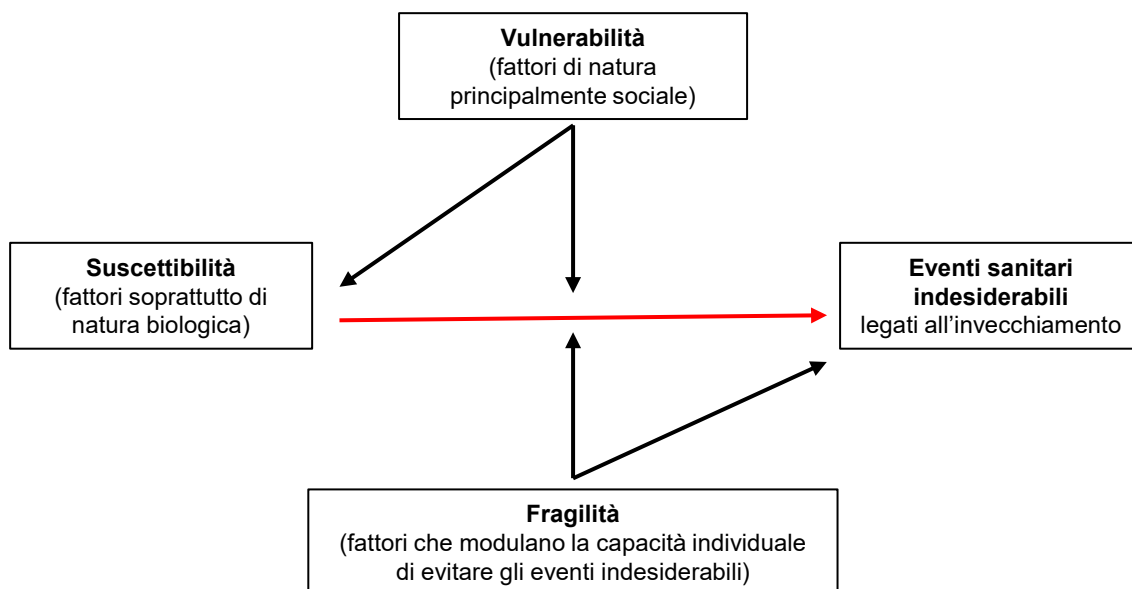 Vulnerabilità
(fattori di natura
principalmente sociale)
Suscettibilità
(fattori soprattutto di
natura biologica)
Eventi sanitari
indesiderabili
legati all'invecchiamento
Fragilità
(fattori che modulano la capacità individuale
di evitare gli eventi indesiderabili)